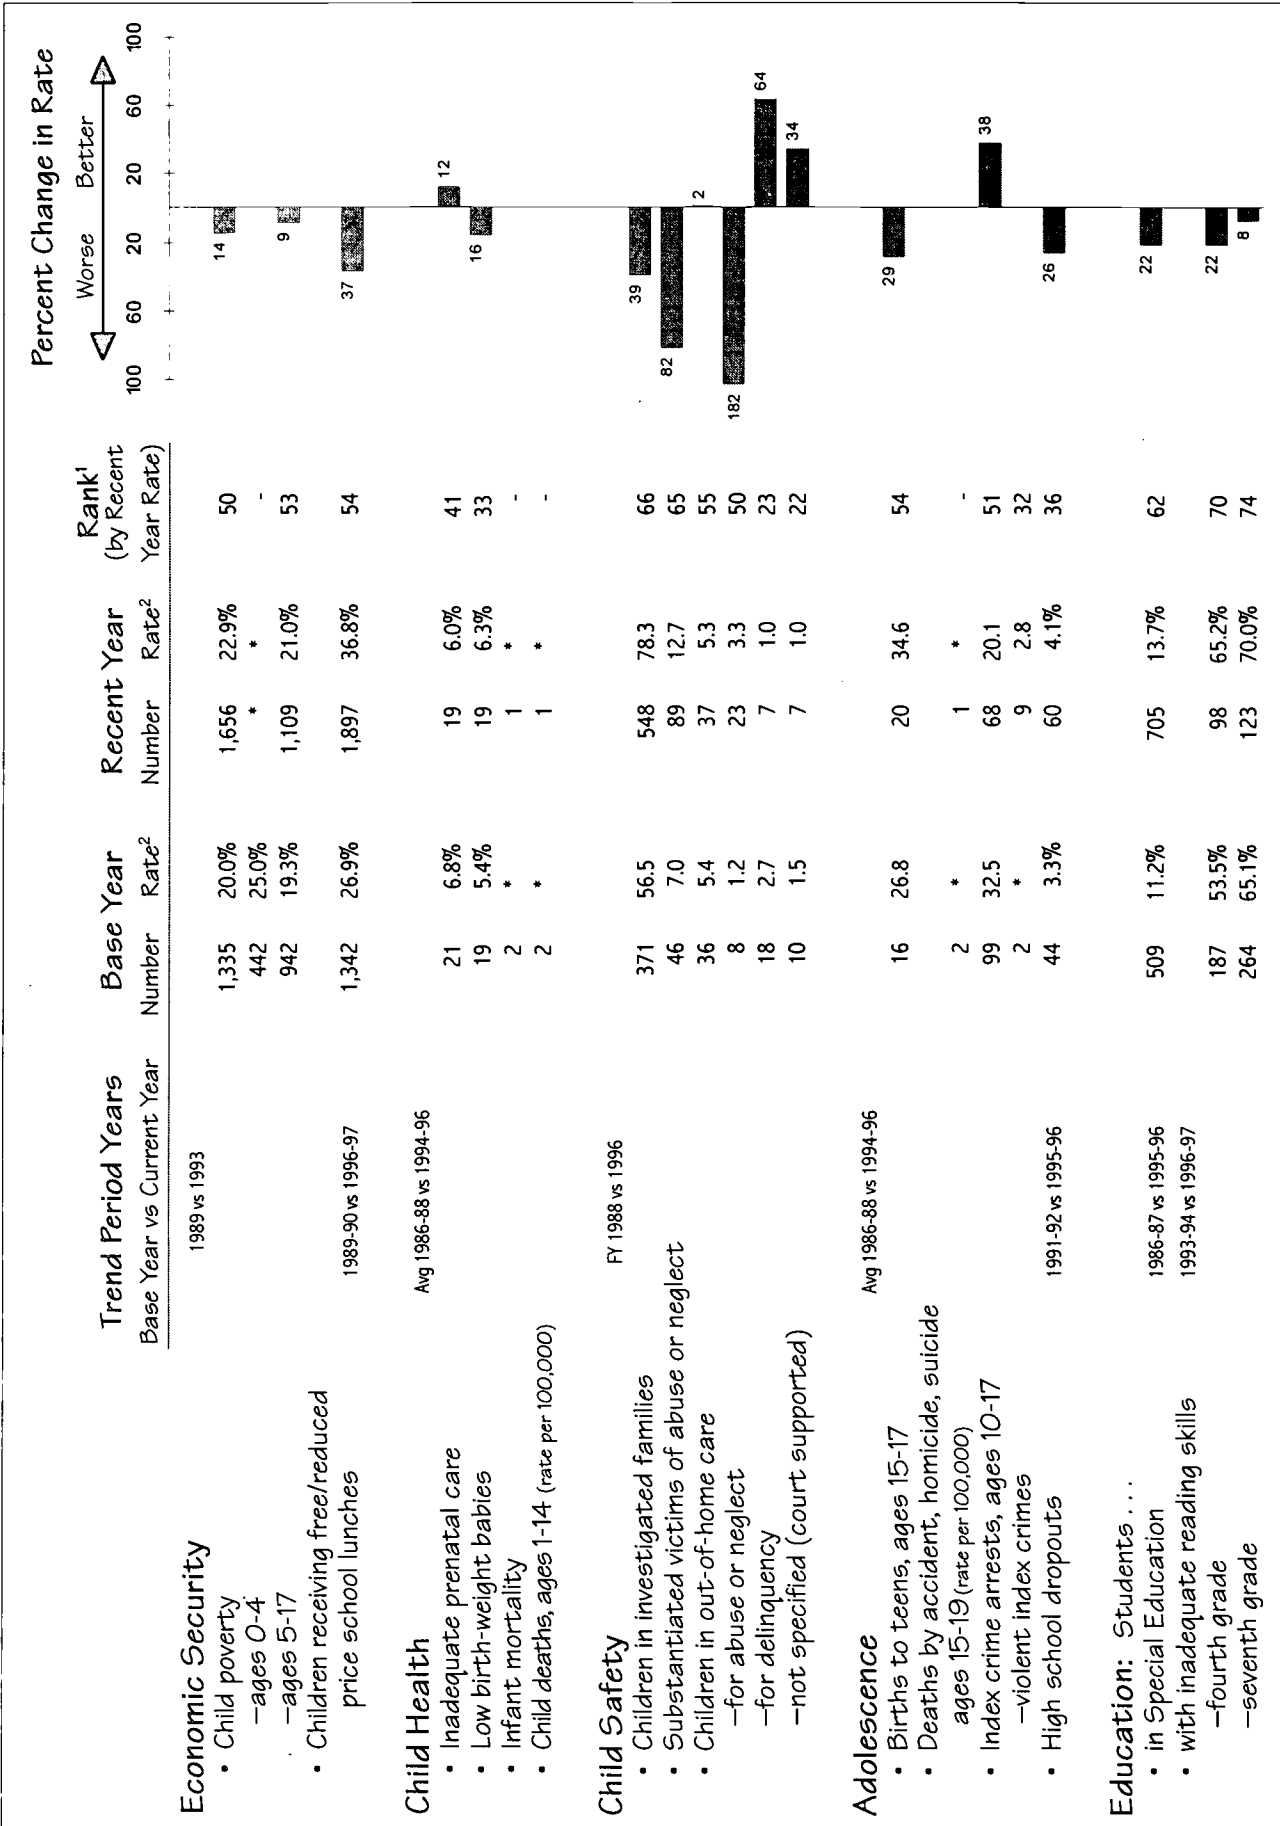 Trend Period Years Base Year Recent Year Rank¹ Percent Change in Rate
Base Year vs Current Year Number Rate² Number Rate² (by Recent Year Rate) Worse Better
100 60 20 20 60 100
Economic Security 1989 vs 1993
• Child poverty 1,335 20.0% 1,656 22.9% 50 14
—ages 0-4 442 25.0% * * -
—ages 5-17 942 19.3% 1,109 21.0% 53 9
• Children receiving free/reduced
price school lunches 1989-90 vs 1996-97 1,342 26.9% 1,897 36.8% 54 37
Child Health Avg 1986-88 vs 1994-96
• Inadequate prenatal care 21 6.8% 19 6.0% 41 12
• Low birth-weight babies 19 5.4% 19 6.3% 33 16
• Infant mortality 2 * 1 * -
• Child deaths, ages 1-14 (rate per 100,000) 2 * 1 * -
Child Safety FY 1988 vs 1996
• Children in investigated families 371 56.5 548 78.3 66 39
• Substantiated victims of abuse or neglect 46 7.0 89 12.7 65 82
• Children in out-of-home care 36 5.4 37 5.3 55 2
—for abuse or neglect 8 1.2 23 3.3 50 182
—for delinquency 18 2.7 7 1.0 23 64
—not specified (court supported) 10 1.5 7 1.0 22 34
Adolescence Avg 1986-88 vs 1994-96
• Births to teens, ages 15-17 16 26.8 20 34.6 54 29
• Deaths by accident, homicide, suicide
ages 15-19 (rate per 100,000) 2 * 1 * -
• Index crime arrests, ages 10-17 99 32.5 68 20.1 51 38
—violent index crimes 2 * 9 2.8 32
• High school dropouts 1991-92 vs 1995-96 44 3.3% 60 4.1% 36 26
Education: Students . . .
• in Special Education 1986-87 vs 1995-96 509 11.2% 705 13.7% 62 22
• with inadequate reading skills 1993-94 vs 1996-97
—fourth grade 187 53.5% 98 65.2% 70 22
—seventh grade 264 65.1% 123 70.0% 74 8